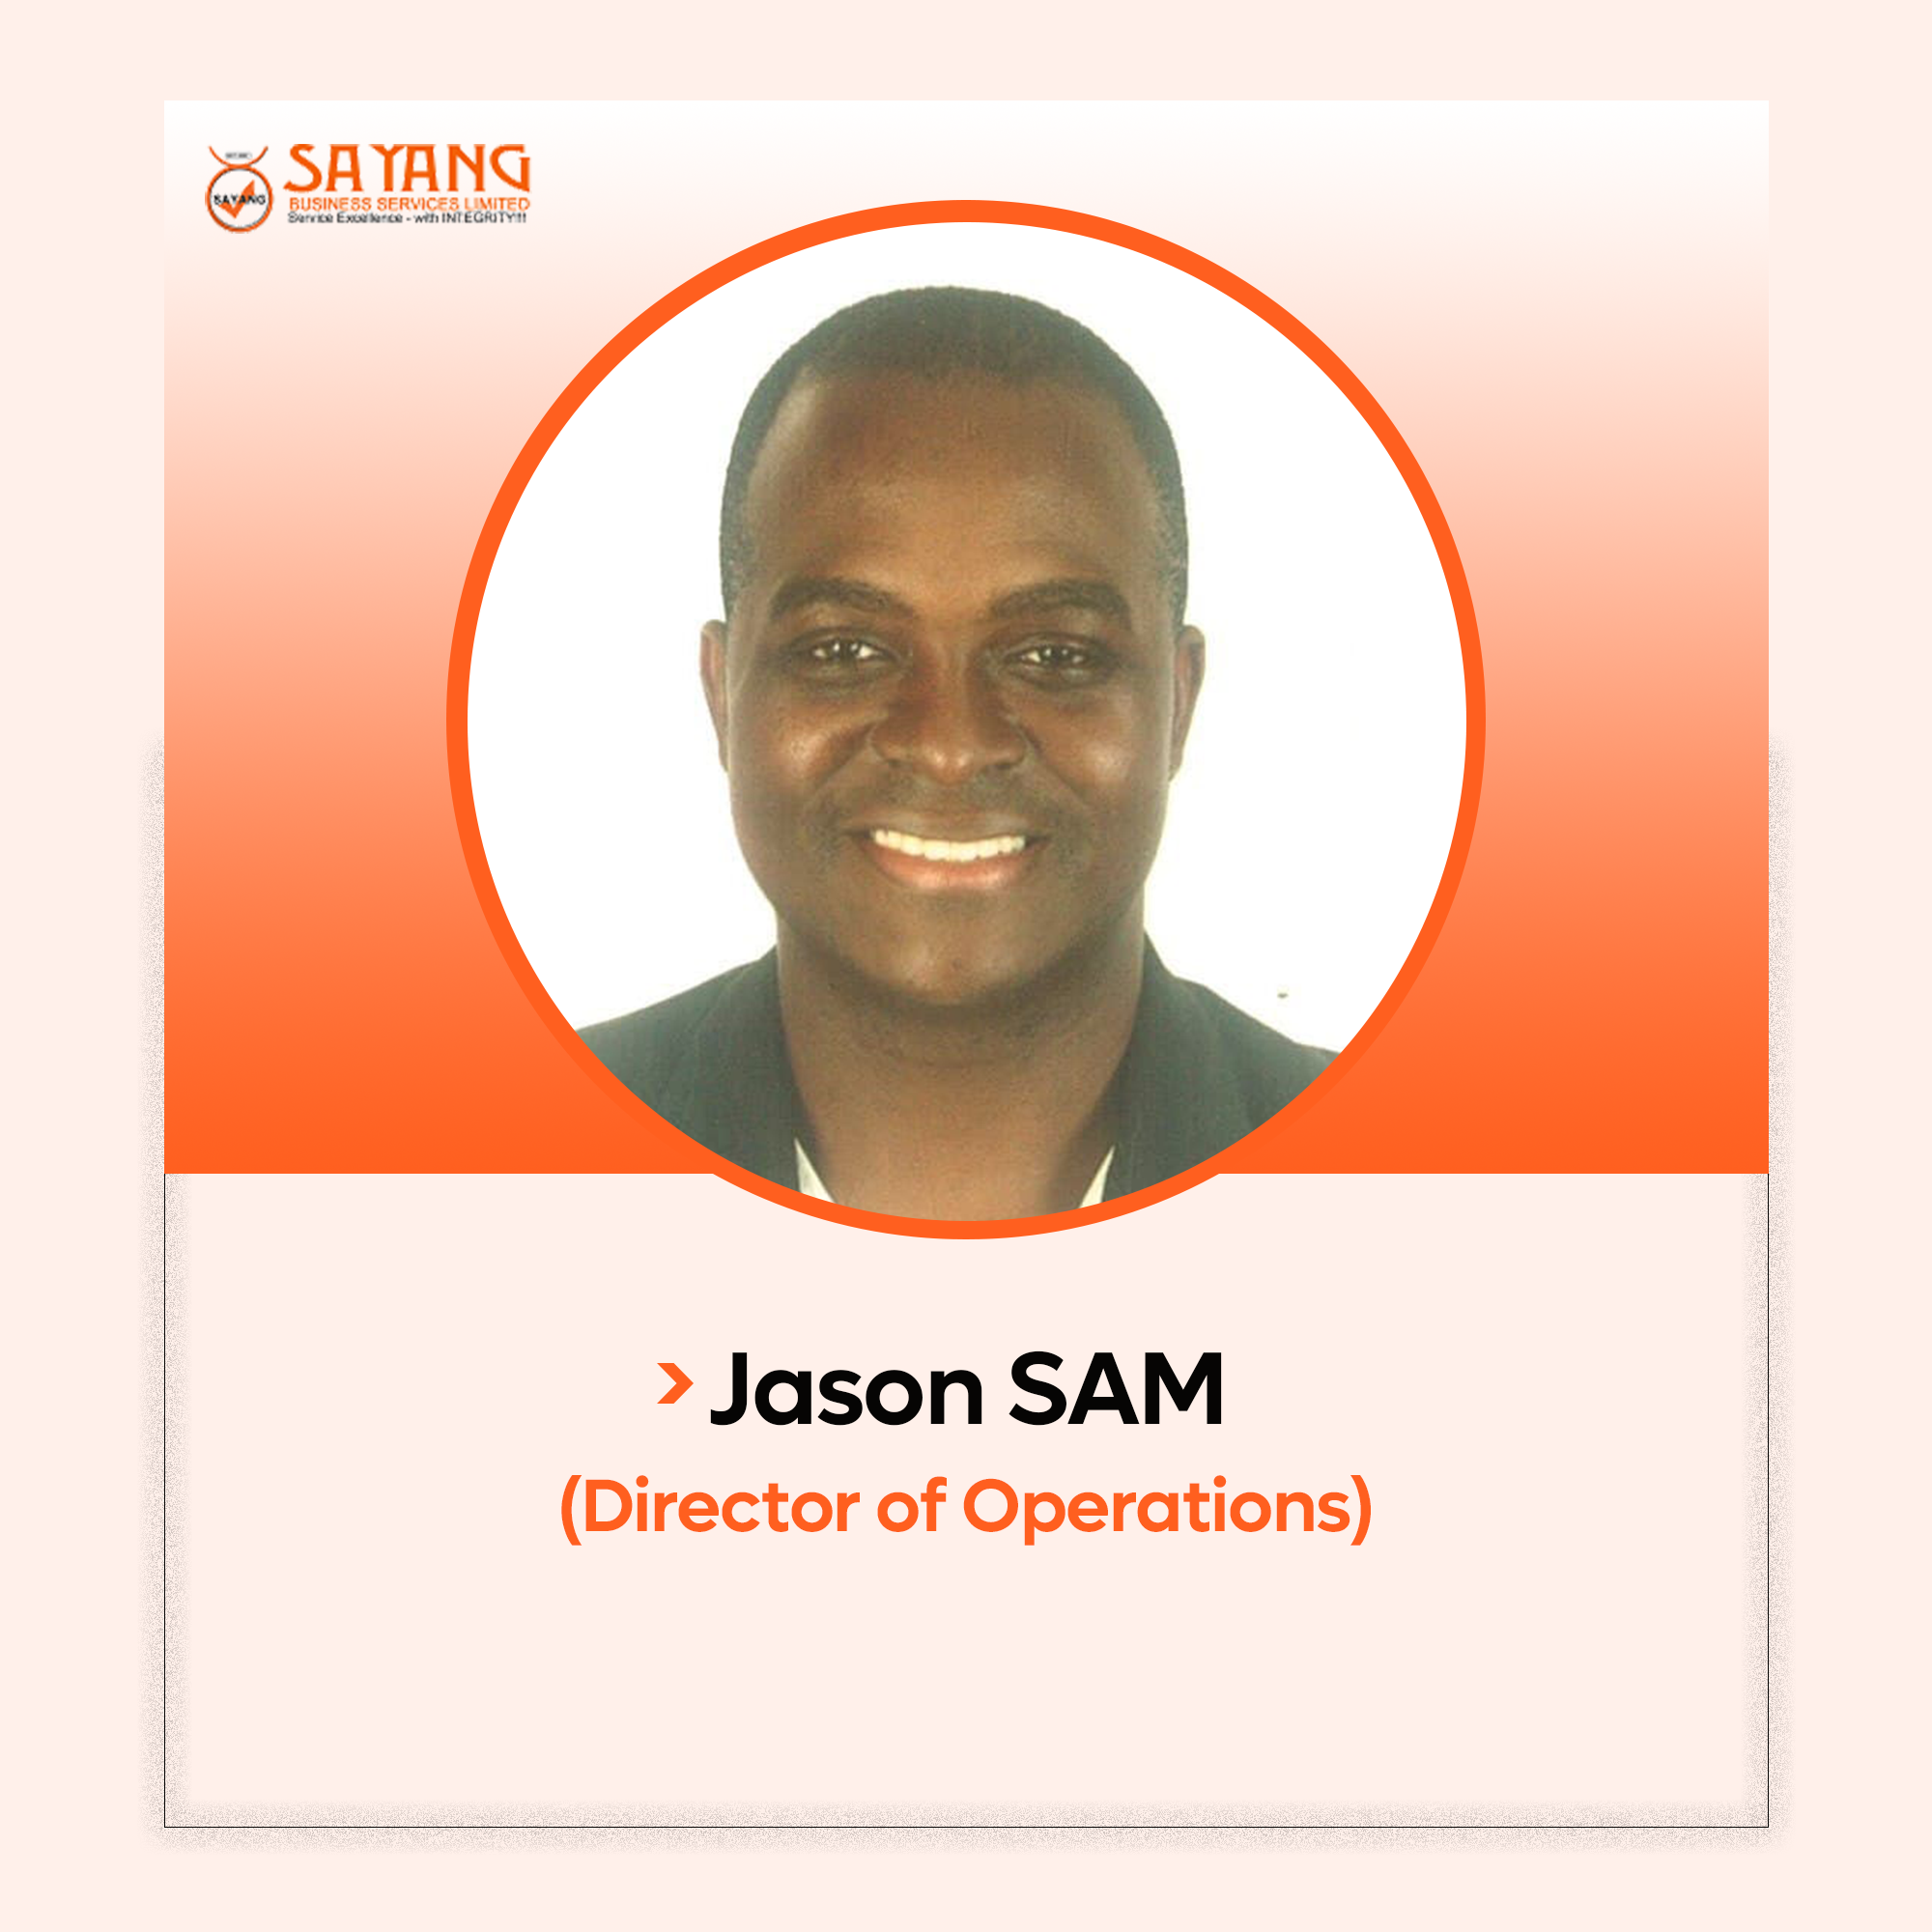 SAYANG
SAYANG
BUSINESS SERVICES LIMITED
Service Excellence - with INTEGRITY!!!
Jason SAM
(Director of Operations)